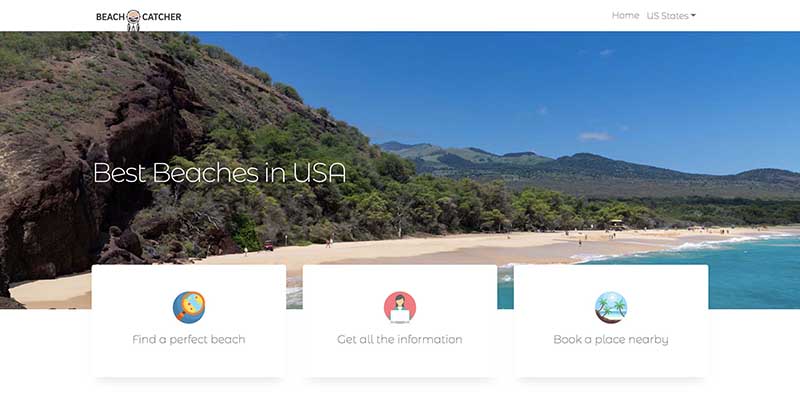 BEACH CATCHER
Home US States
Best Beaches in USA
Find a perfect beach
Get all the information
Book a place nearby